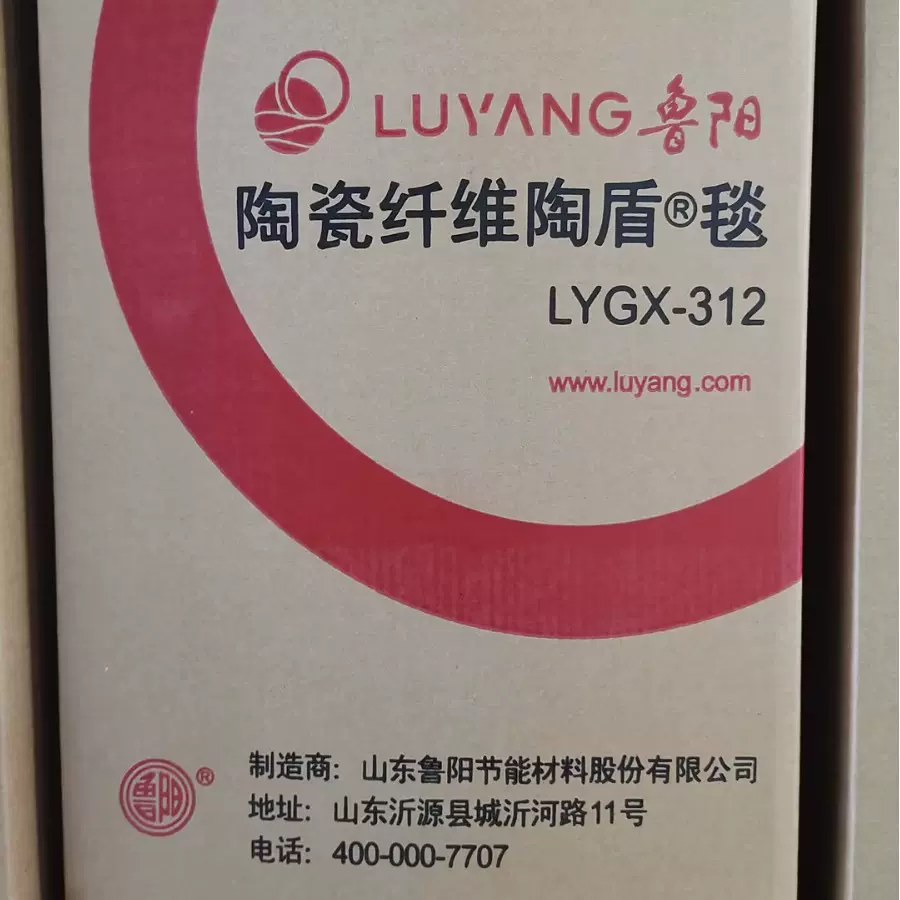 LUYANG 鲁阳
陶瓷纤维陶盾®毯
LYGX-312
www.luyang.com
鲁阳®
制造商：山东鲁阳节能材料股份有限公司
地址：山东沂源县城沂河路11号
电话：400-000-7707